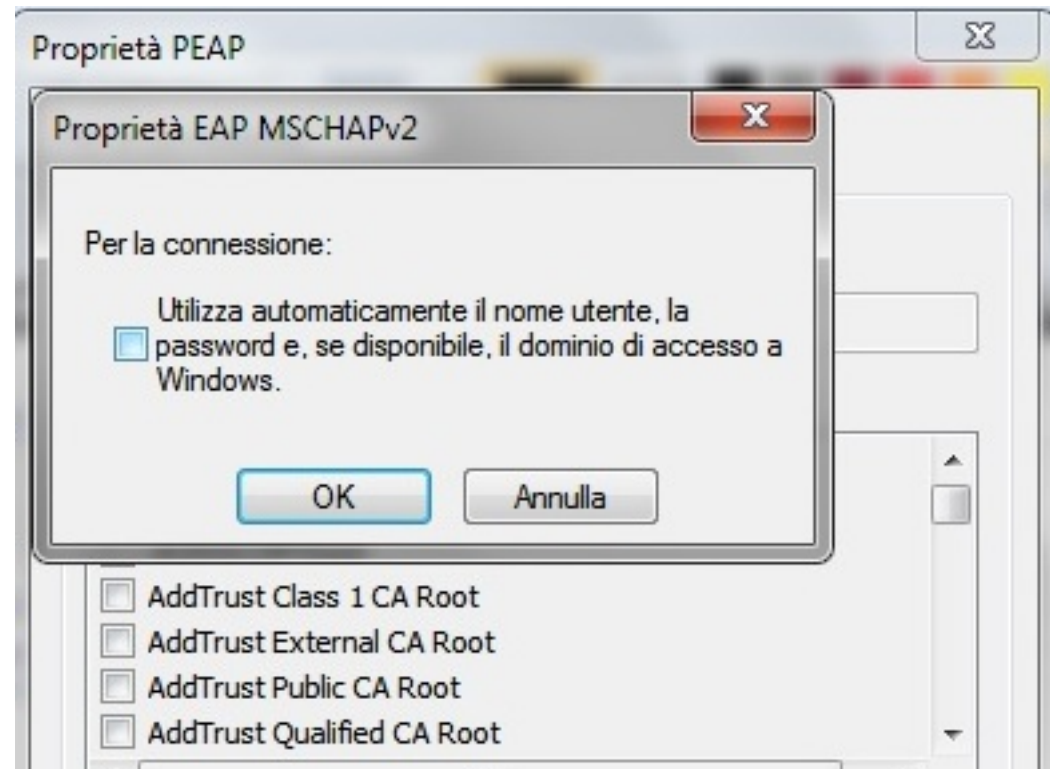 Proprietà PEAP
Proprietà EAP MSCHAPv2
Per la connessione:
Utilizza automaticamente il nome utente, la
password e, se disponibile, il dominio di accesso a
Windows.
OK
Annulla
AddTrust Class 1 CA Root
AddTrust External CA Root
AddTrust Public CA Root
AddTrust Qualified CA Root